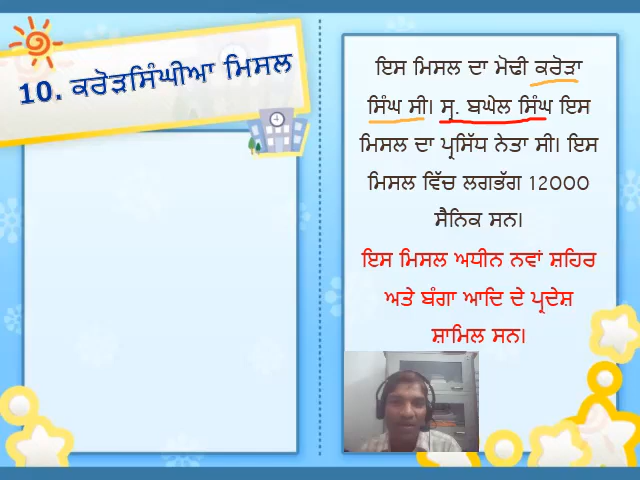 10. ਕਰੋੜਸਿੰਘੀਆ ਮਿਸਲ
ਇਸ ਮਿਸਲ ਦਾ ਮੋਢੀ ਕਰੋੜਾ
ਸਿੰਘ ਸੀ। ਸ੍ਰ. ਬਘੇਲ ਸਿੰਘ ਇਸ
ਮਿਸਲ ਦਾ ਪ੍ਰਸਿੱਧ ਨੇਤਾ ਸੀ। ਇਸ
ਮਿਸਲ ਵਿੱਚ ਲਗਭੱਗ 12000
ਸੈਨਿਕ ਸਨ।
ਇਸ ਮਿਸਲ ਅਧੀਨ ਨਵਾਂ ਸ਼ਹਿਰ
ਅਤੇ ਬੰਗਾ ਆਦਿ ਦੇ ਪ੍ਰਦੇਸ਼
ਸ਼ਾਮਿਲ ਸਨ।